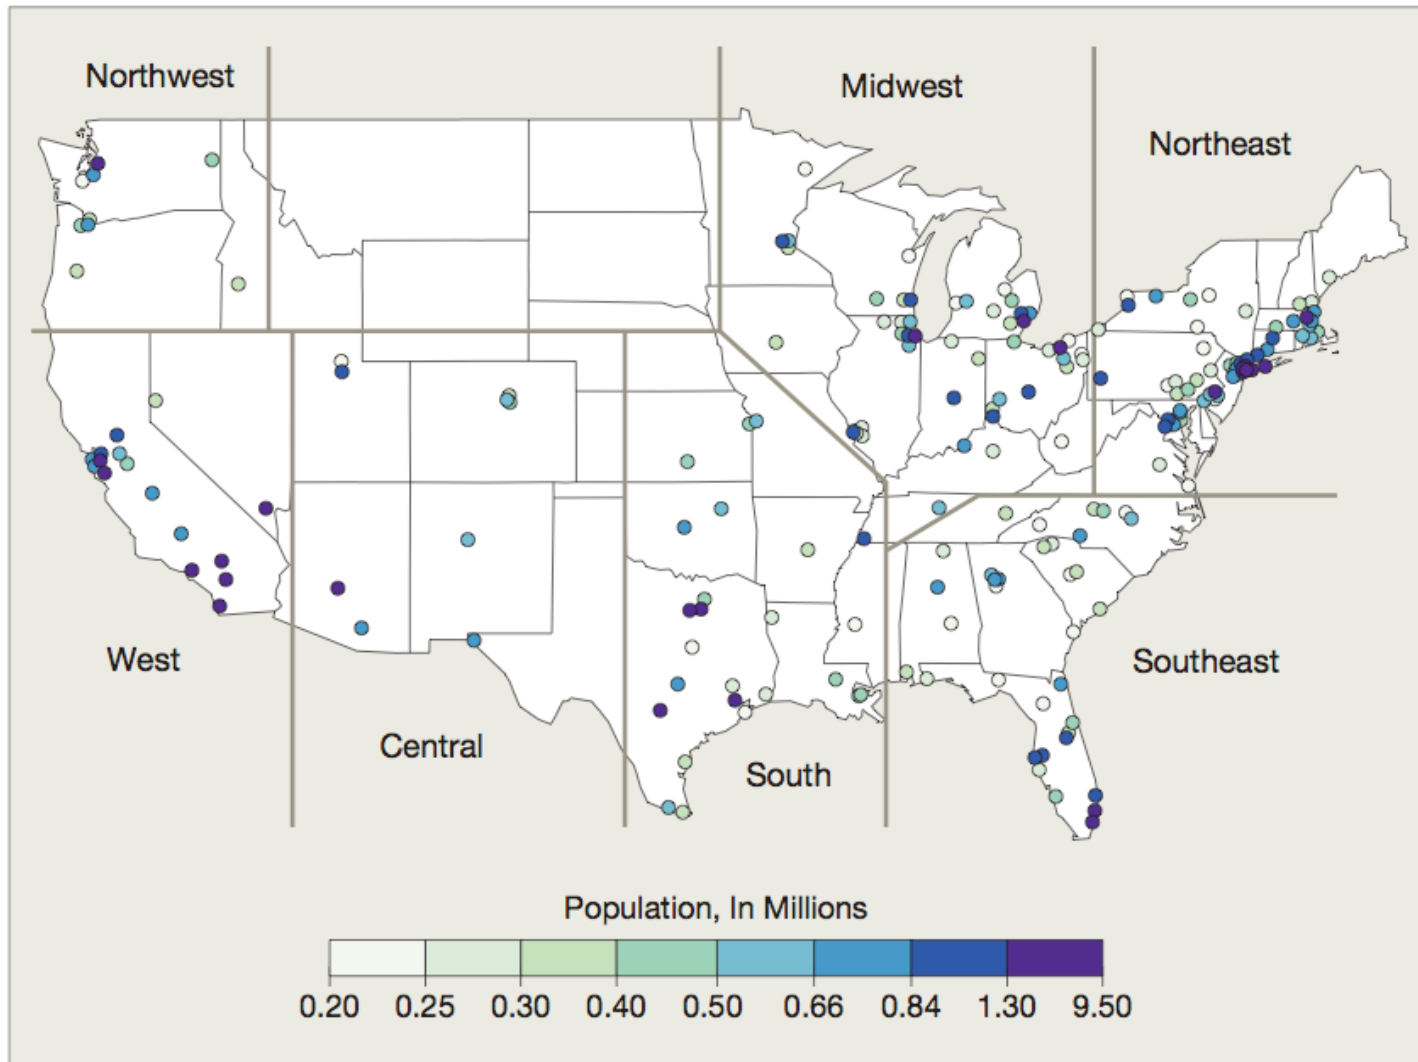 Northwest
Midwest
Northeast
West
Central
South
Southeast
Population, In Millions
0.20 0.25 0.30 0.40 0.50 0.66 0.84 1.30 9.50